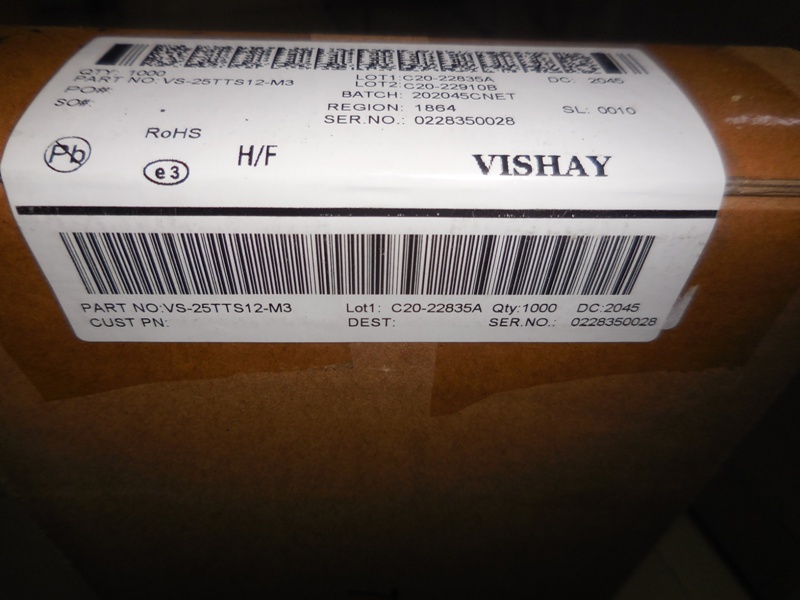 QTY: 1000
PART NO:VS-25TTS12-M3
PO#:
SO#:
LOT1:C20-22835A DC: 2045
LOT2:C20-22910B
BATCH: 202045CNET
REGION: 1864 SL: 0010
SER.NO.: 0228350028
Pb
RoHS
e3
H/F
VISHAY
PART NO:VS-25TTS12-M3 Lot1: C20-22835A Qty:1000 DC:2045
CUST PN: DEST: SER.NO.: 0228350028